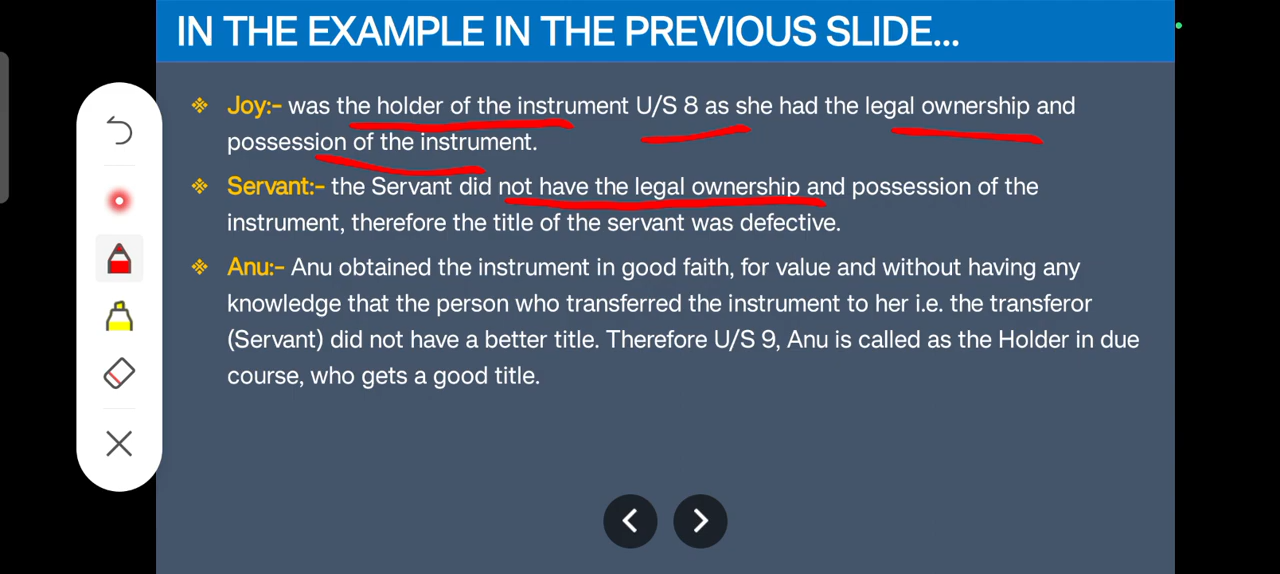 IN THE EXAMPLE IN THE PREVIOUS SLIDE...
❖ Joy:- was the holder of the instrument U/S 8 as she had the legal ownership and
possession of the instrument.
❖ Servant:- the Servant did not have the legal ownership and possession of the
instrument, therefore the title of the servant was defective.
❖ Anu:- Anu obtained the instrument in good faith, for value and without having any
knowledge that the person who transferred the instrument to her i.e. the transferor
(Servant) did not have a better title. Therefore U/S 9, Anu is called as the Holder in due
course, who gets a good title.